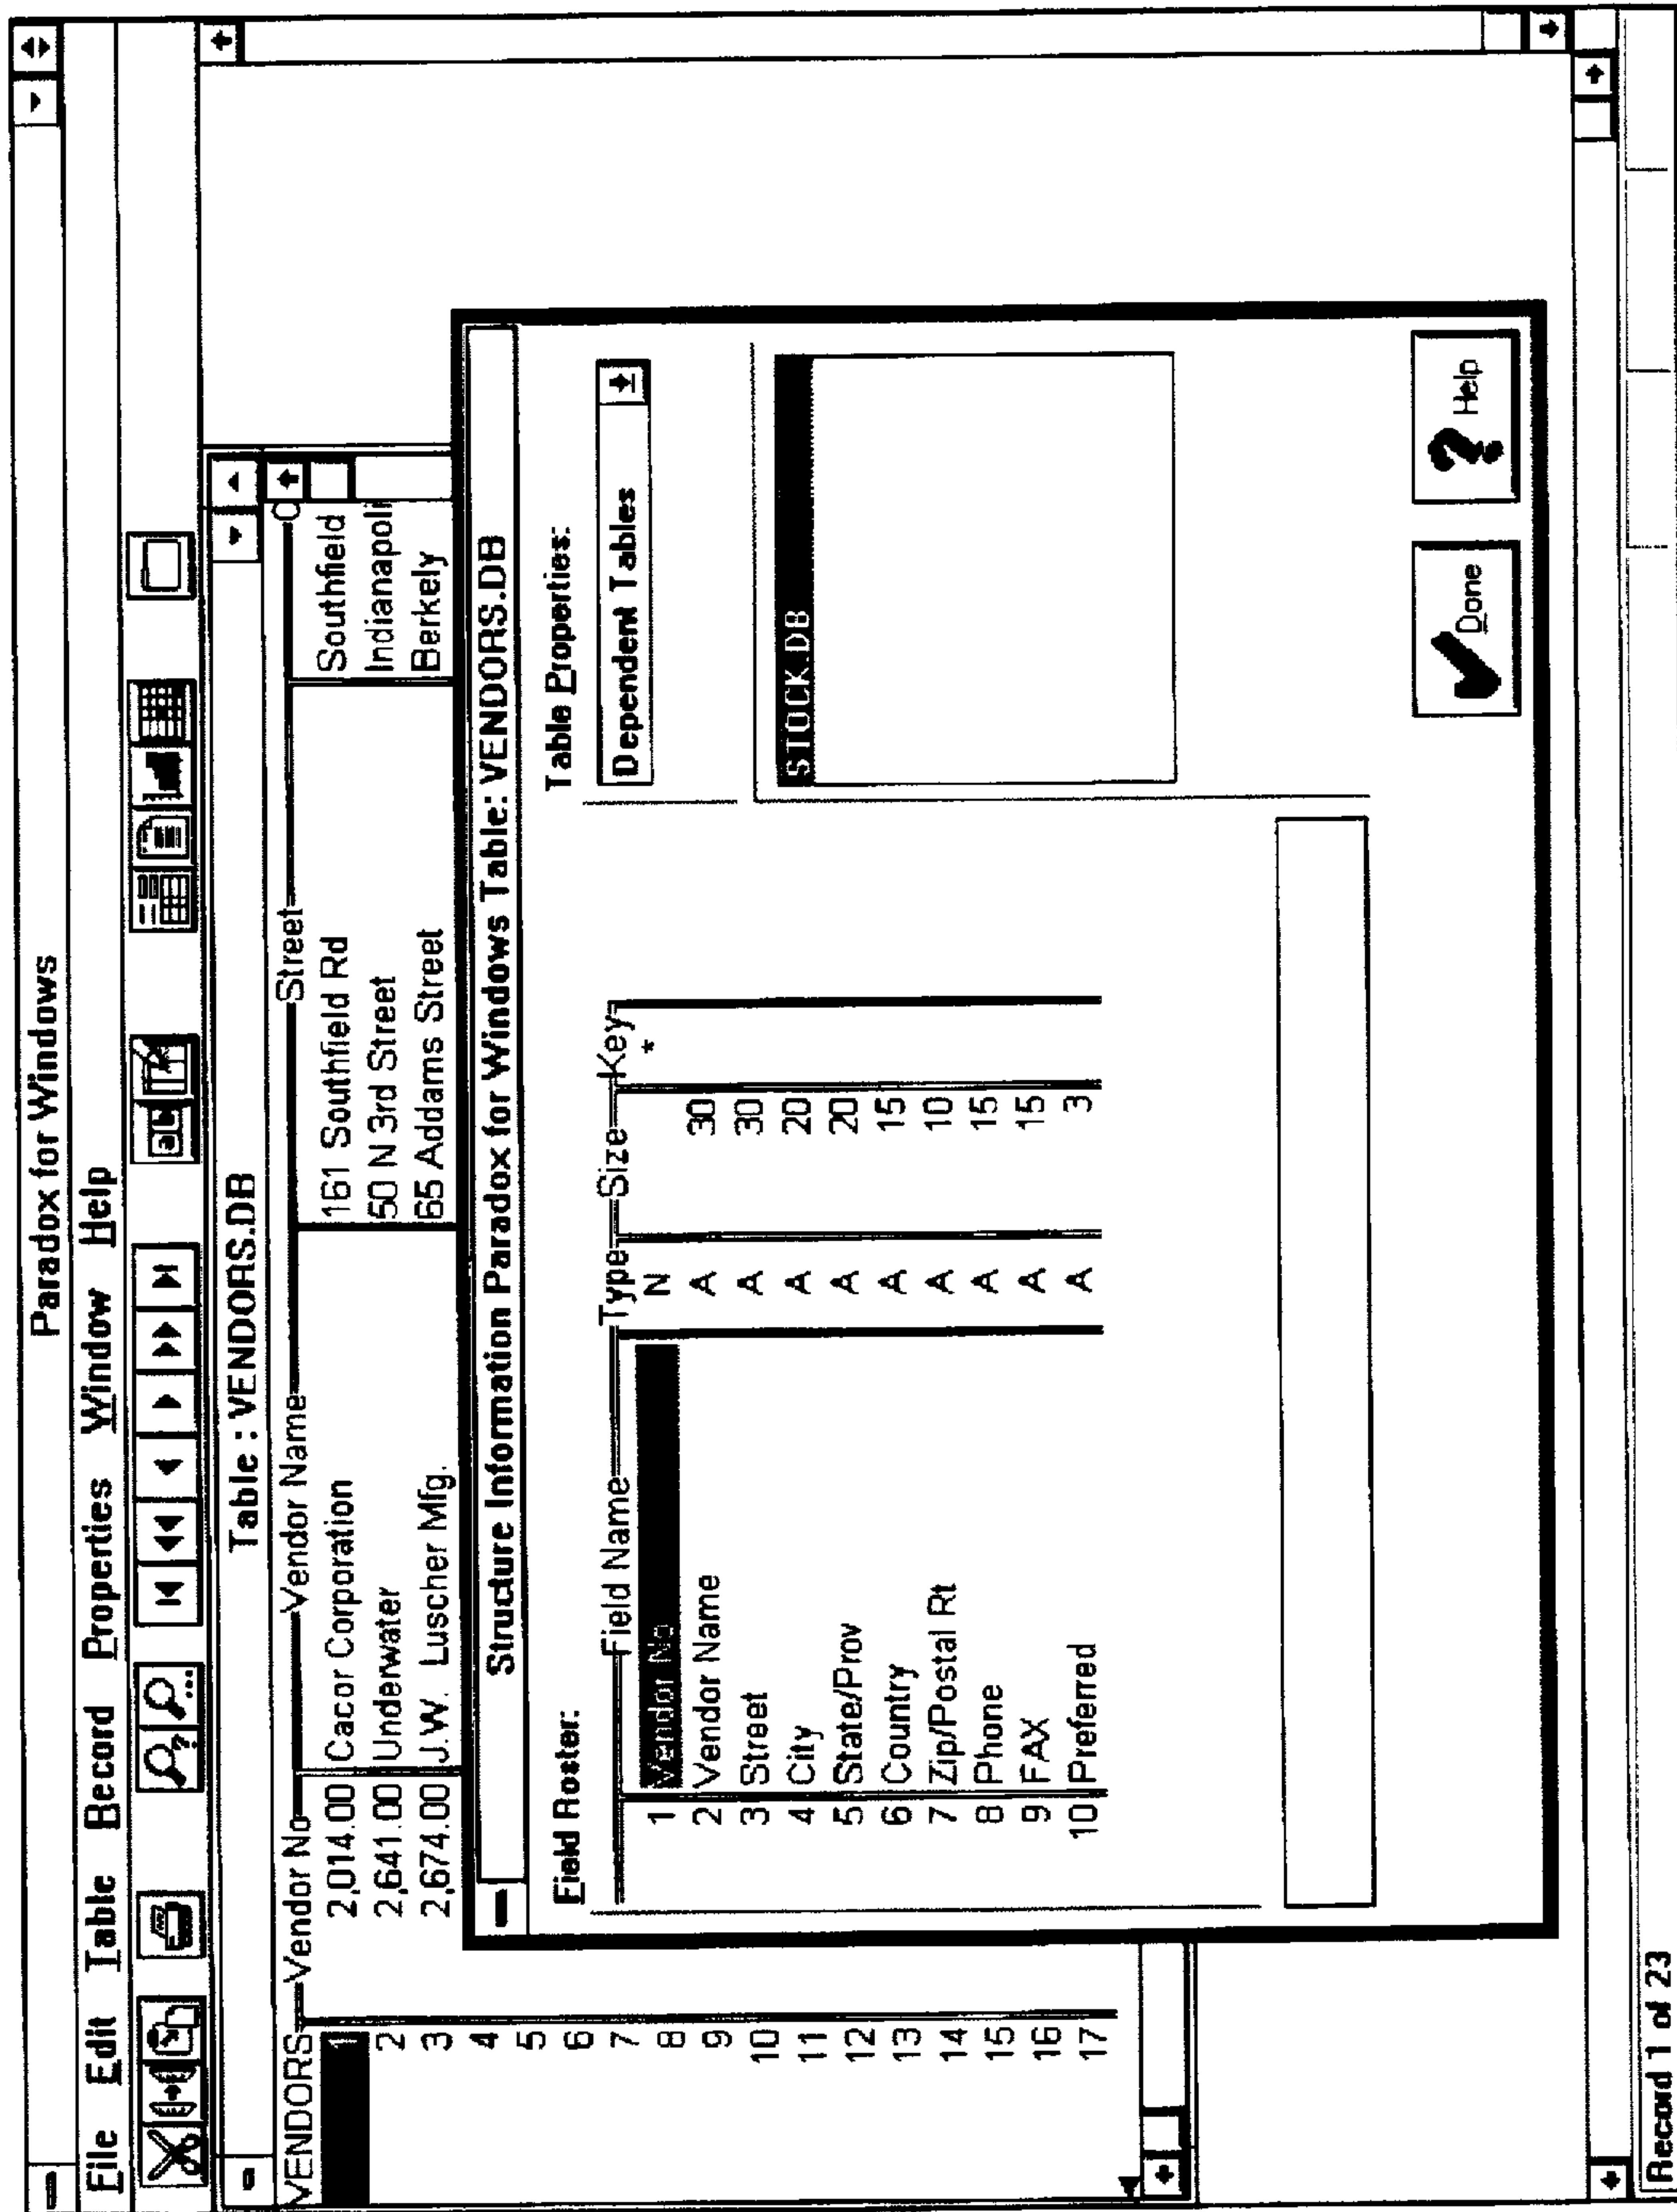 Paradox for Windows
File Edit Table Record Properties Window Help
Table : VENDORS.DB
VENDORS Vendor No Vendor Name Street C
1 2,014.00 Cacor Corporation 161 Southfield Rd Southfield
2 2,641.00 Underwater 50 N 3rd Street Indianapoli
3 2,674.00 J.W. Luscher Mfg. 65 Addams Street Berkely
4
5
6
7
8
9
10
11
12
13
14
15
16
17
Structure Information Paradox for Windows Table: VENDORS.DB
Field Roster:
Table Properties:
Dependent Tables
STOCK.DB
Field Name Type Size Key
1 Vendor No N *
2 Vendor Name A 30
3 Street A 30
4 City A 20
5 State/Prov A 20
6 Country A 15
7 Zip/Postal Rt A 10
8 Phone A 15
9 FAX A 15
10 Preferred A 3
Done
? Help
Record 1 of 23